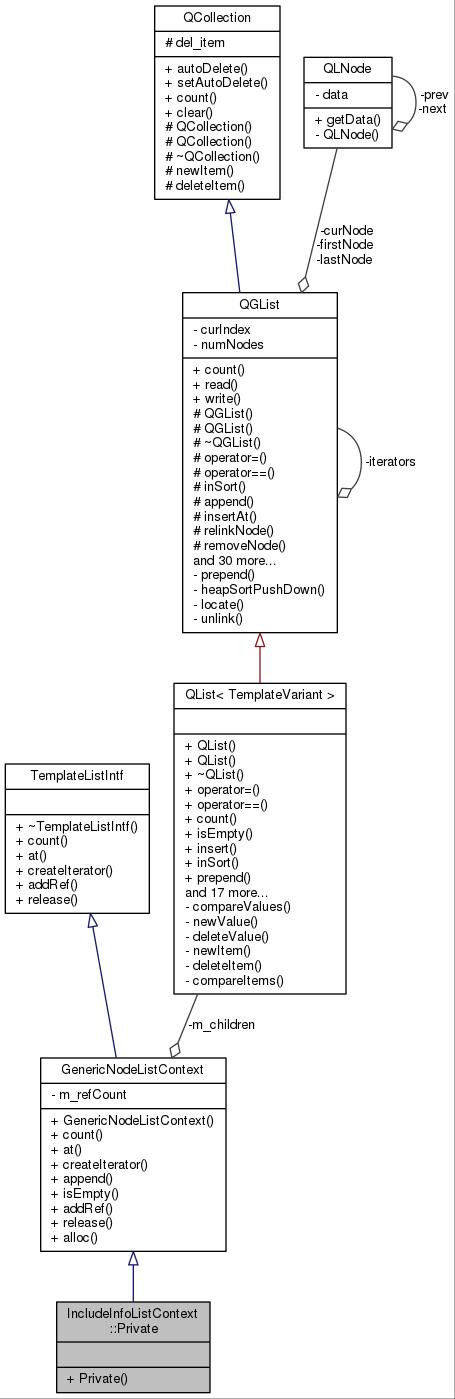 QCollection
# del_item
+ autoDelete()
+ setAutoDelete()
+ count()
+ clear()
# QCollection()
# QCollection()
# ~QCollection()
# newItem()
# deleteItem()
QLNode
- data
+ getData()
- QLNode()
-prev
-next
-curNode
-firstNode
-lastNode
QGList
- curIndex
- numNodes
+ count()
+ read()
+ write()
# QGList()
# QGList()
# ~QGList()
# operator=()
# operator==()
# inSort()
# append()
# insertAt()
# relinkNode()
# removeNode()
and 30 more...
- prepend()
- heapSortPushDown()
- locate()
- unlink()
-iterators
QList< TemplateVariant >
+ QList()
+ QList()
+ ~QList()
+ operator=()
+ operator==()
+ count()
+ isEmpty()
+ insert()
+ inSort()
+ prepend()
and 17 more...
- compareValues()
- newValue()
- deleteValue()
- newItem()
- deleteItem()
- compareItems()
TemplateListIntf
+ ~TemplateListIntf()
+ count()
+ at()
+ createIterator()
+ addRef()
+ release()
-m_children
GenericNodeListContext
- m_refCount
+ GenericNodeListContext()
+ count()
+ at()
+ createIterator()
+ append()
+ isEmpty()
+ addRef()
+ release()
+ alloc()
IncludeInfoListContext
::Private
+ Private()